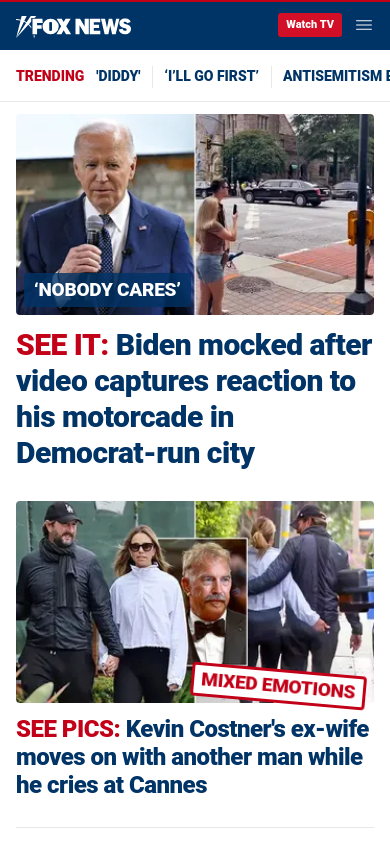 FOX NEWS
Watch TV
TRENDING 'DIDDY' ‘I’LL GO FIRST’ ANTISEMITISM E
‘NOBODY CARES’
SEE IT: Biden mocked after
video captures reaction to
his motorcade in
Democrat-run city
MIXED EMOTIONS
SEE PICS: Kevin Costner's ex-wife
moves on with another man while
he cries at Cannes